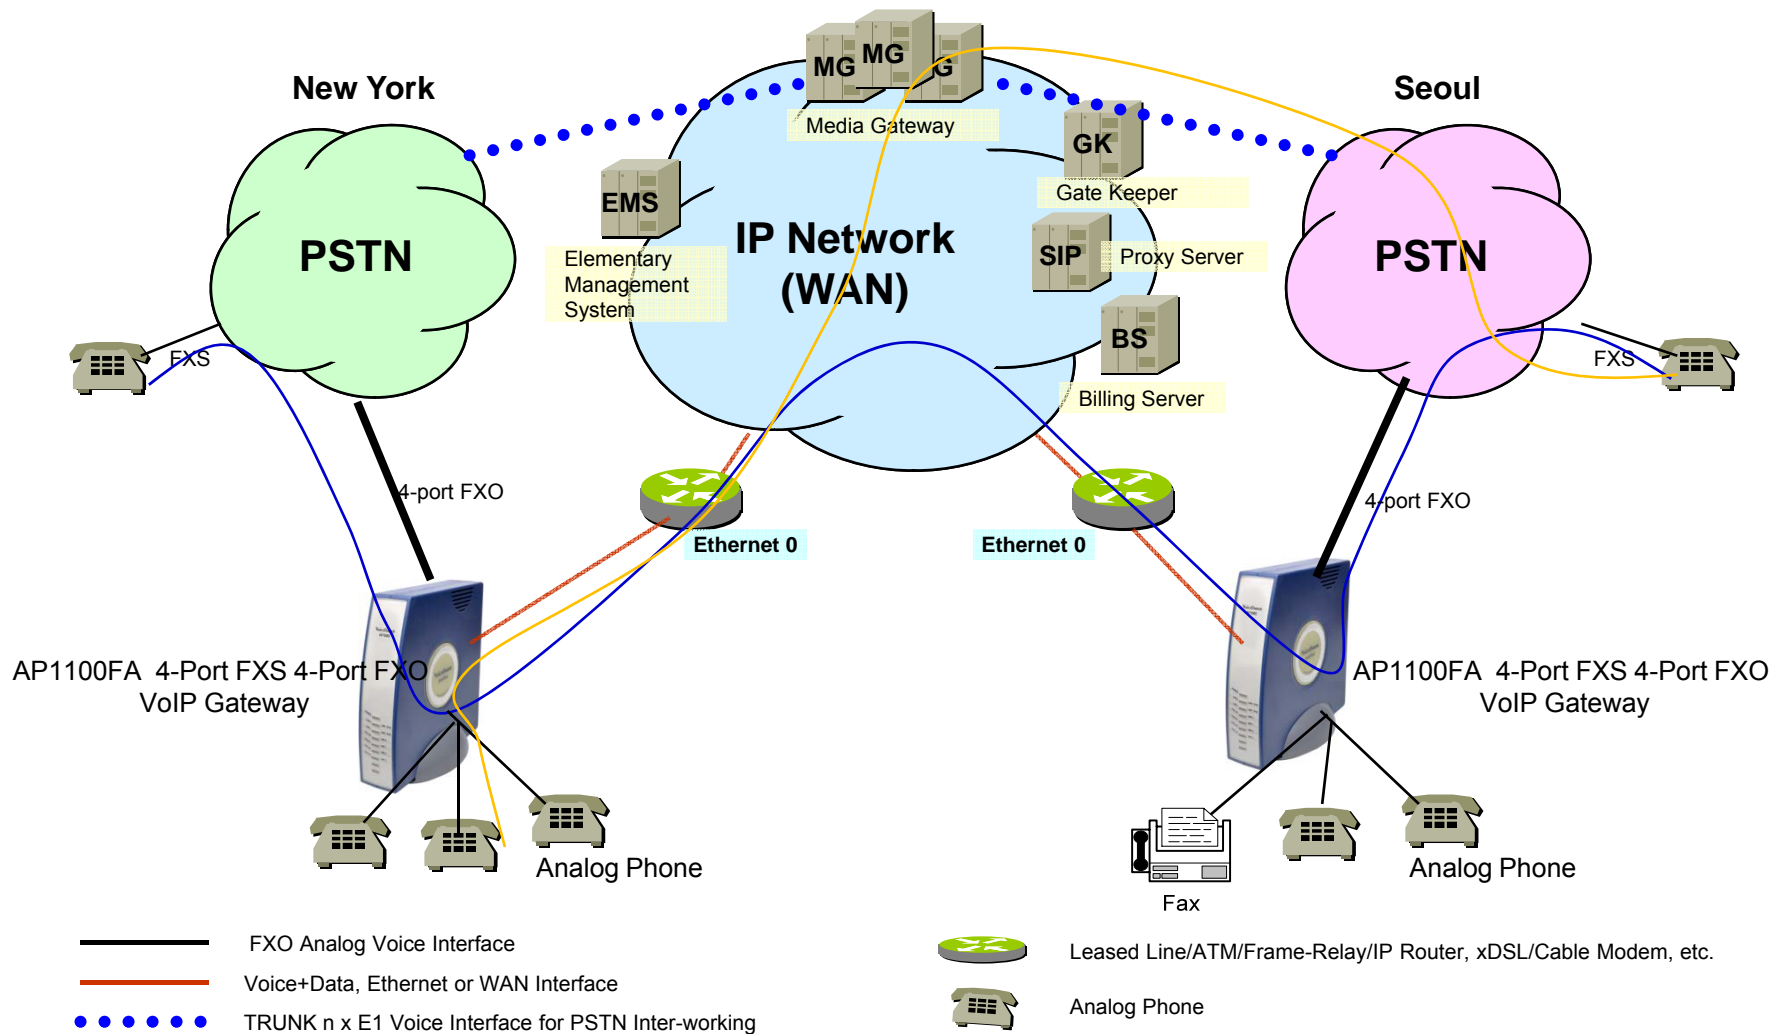 New York
MG
MG
G
Seoul
Media Gateway
GK
Gate Keeper
EMS
Elementary
Management
System
IP Network
(WAN)
SIP
Proxy Server
BS
Billing Server
PSTN
PSTN
FXS
FXS
4-port FXO
4-port FXO
Ethernet 0
Ethernet 0
AP1100FA 4-Port FXS 4-Port FXO
VoIP Gateway
AP1100FA 4-Port FXS 4-Port FXO
VoIP Gateway
Analog Phone
Fax
Analog Phone
FXO Analog Voice Interface
Voice+Data, Ethernet or WAN Interface
TRUNK n x E1 Voice Interface for PSTN Inter-working
Leased Line/ATM/Frame-Relay/IP Router, xDSL/Cable Modem, etc.
Analog Phone